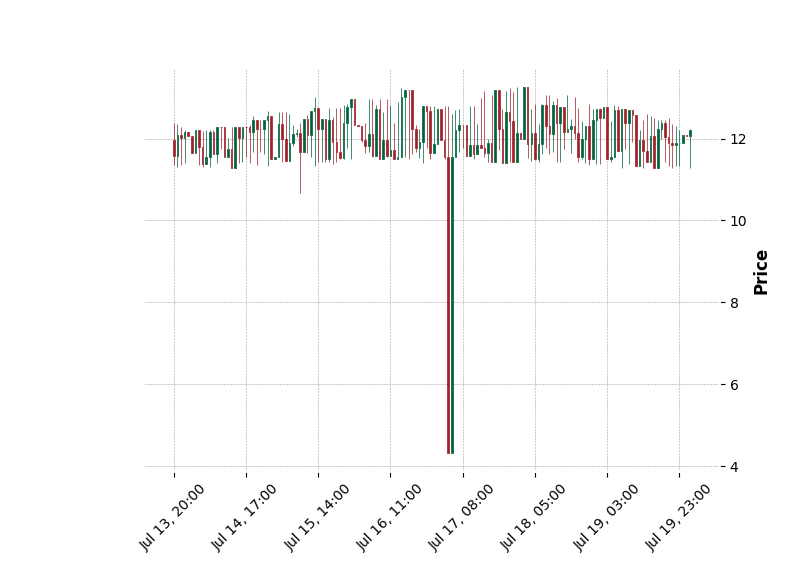 12
10
8
6
4
Price
Jul 13, 20:00
Jul 14, 17:00
Jul 15, 14:00
Jul 16, 11:00
Jul 17, 08:00
Jul 18, 05:00
Jul 19, 03:00
Jul 19, 23:00